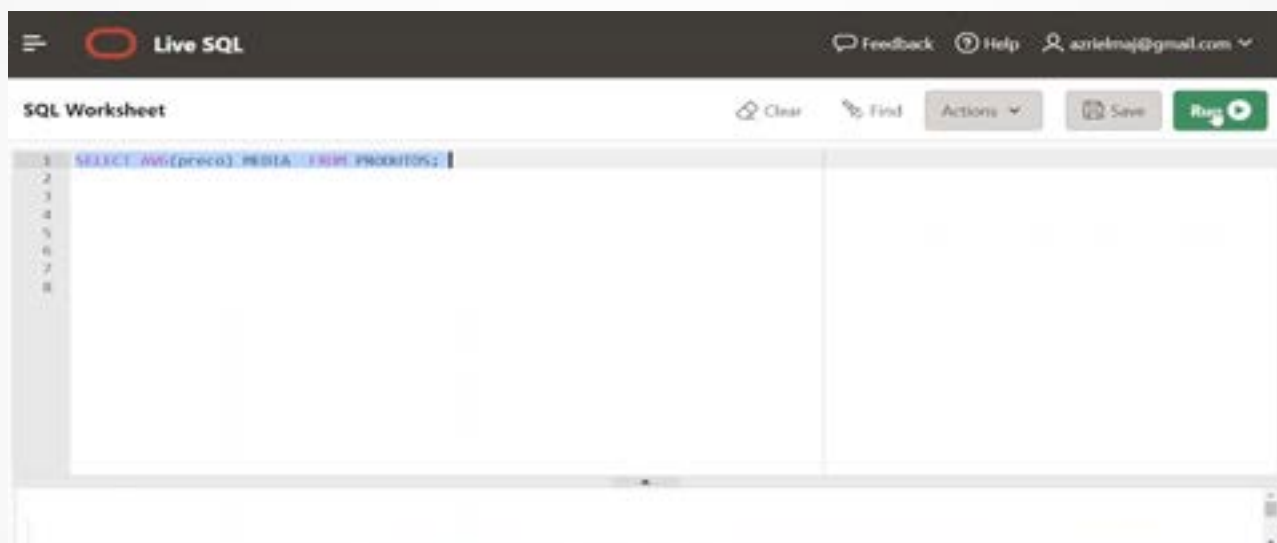 Live SQL
Feedback Help azrielmaj@gmail.com
SQL Worksheet
Clear Find Actions Save Run
1 SELECT AVG(preco) MEDIA FROM PRODUTOS;
2
3
4
5
6
7
8